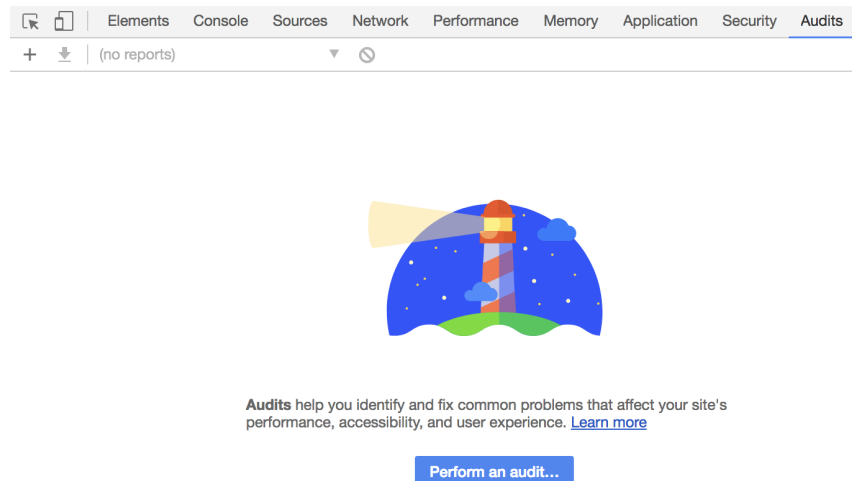 Elements Console Sources Network Performance Memory Application Security Audits
(no reports)
Audits help you identify and fix common problems that affect your site's
performance, accessibility, and user experience. Learn more
Perform an audit...